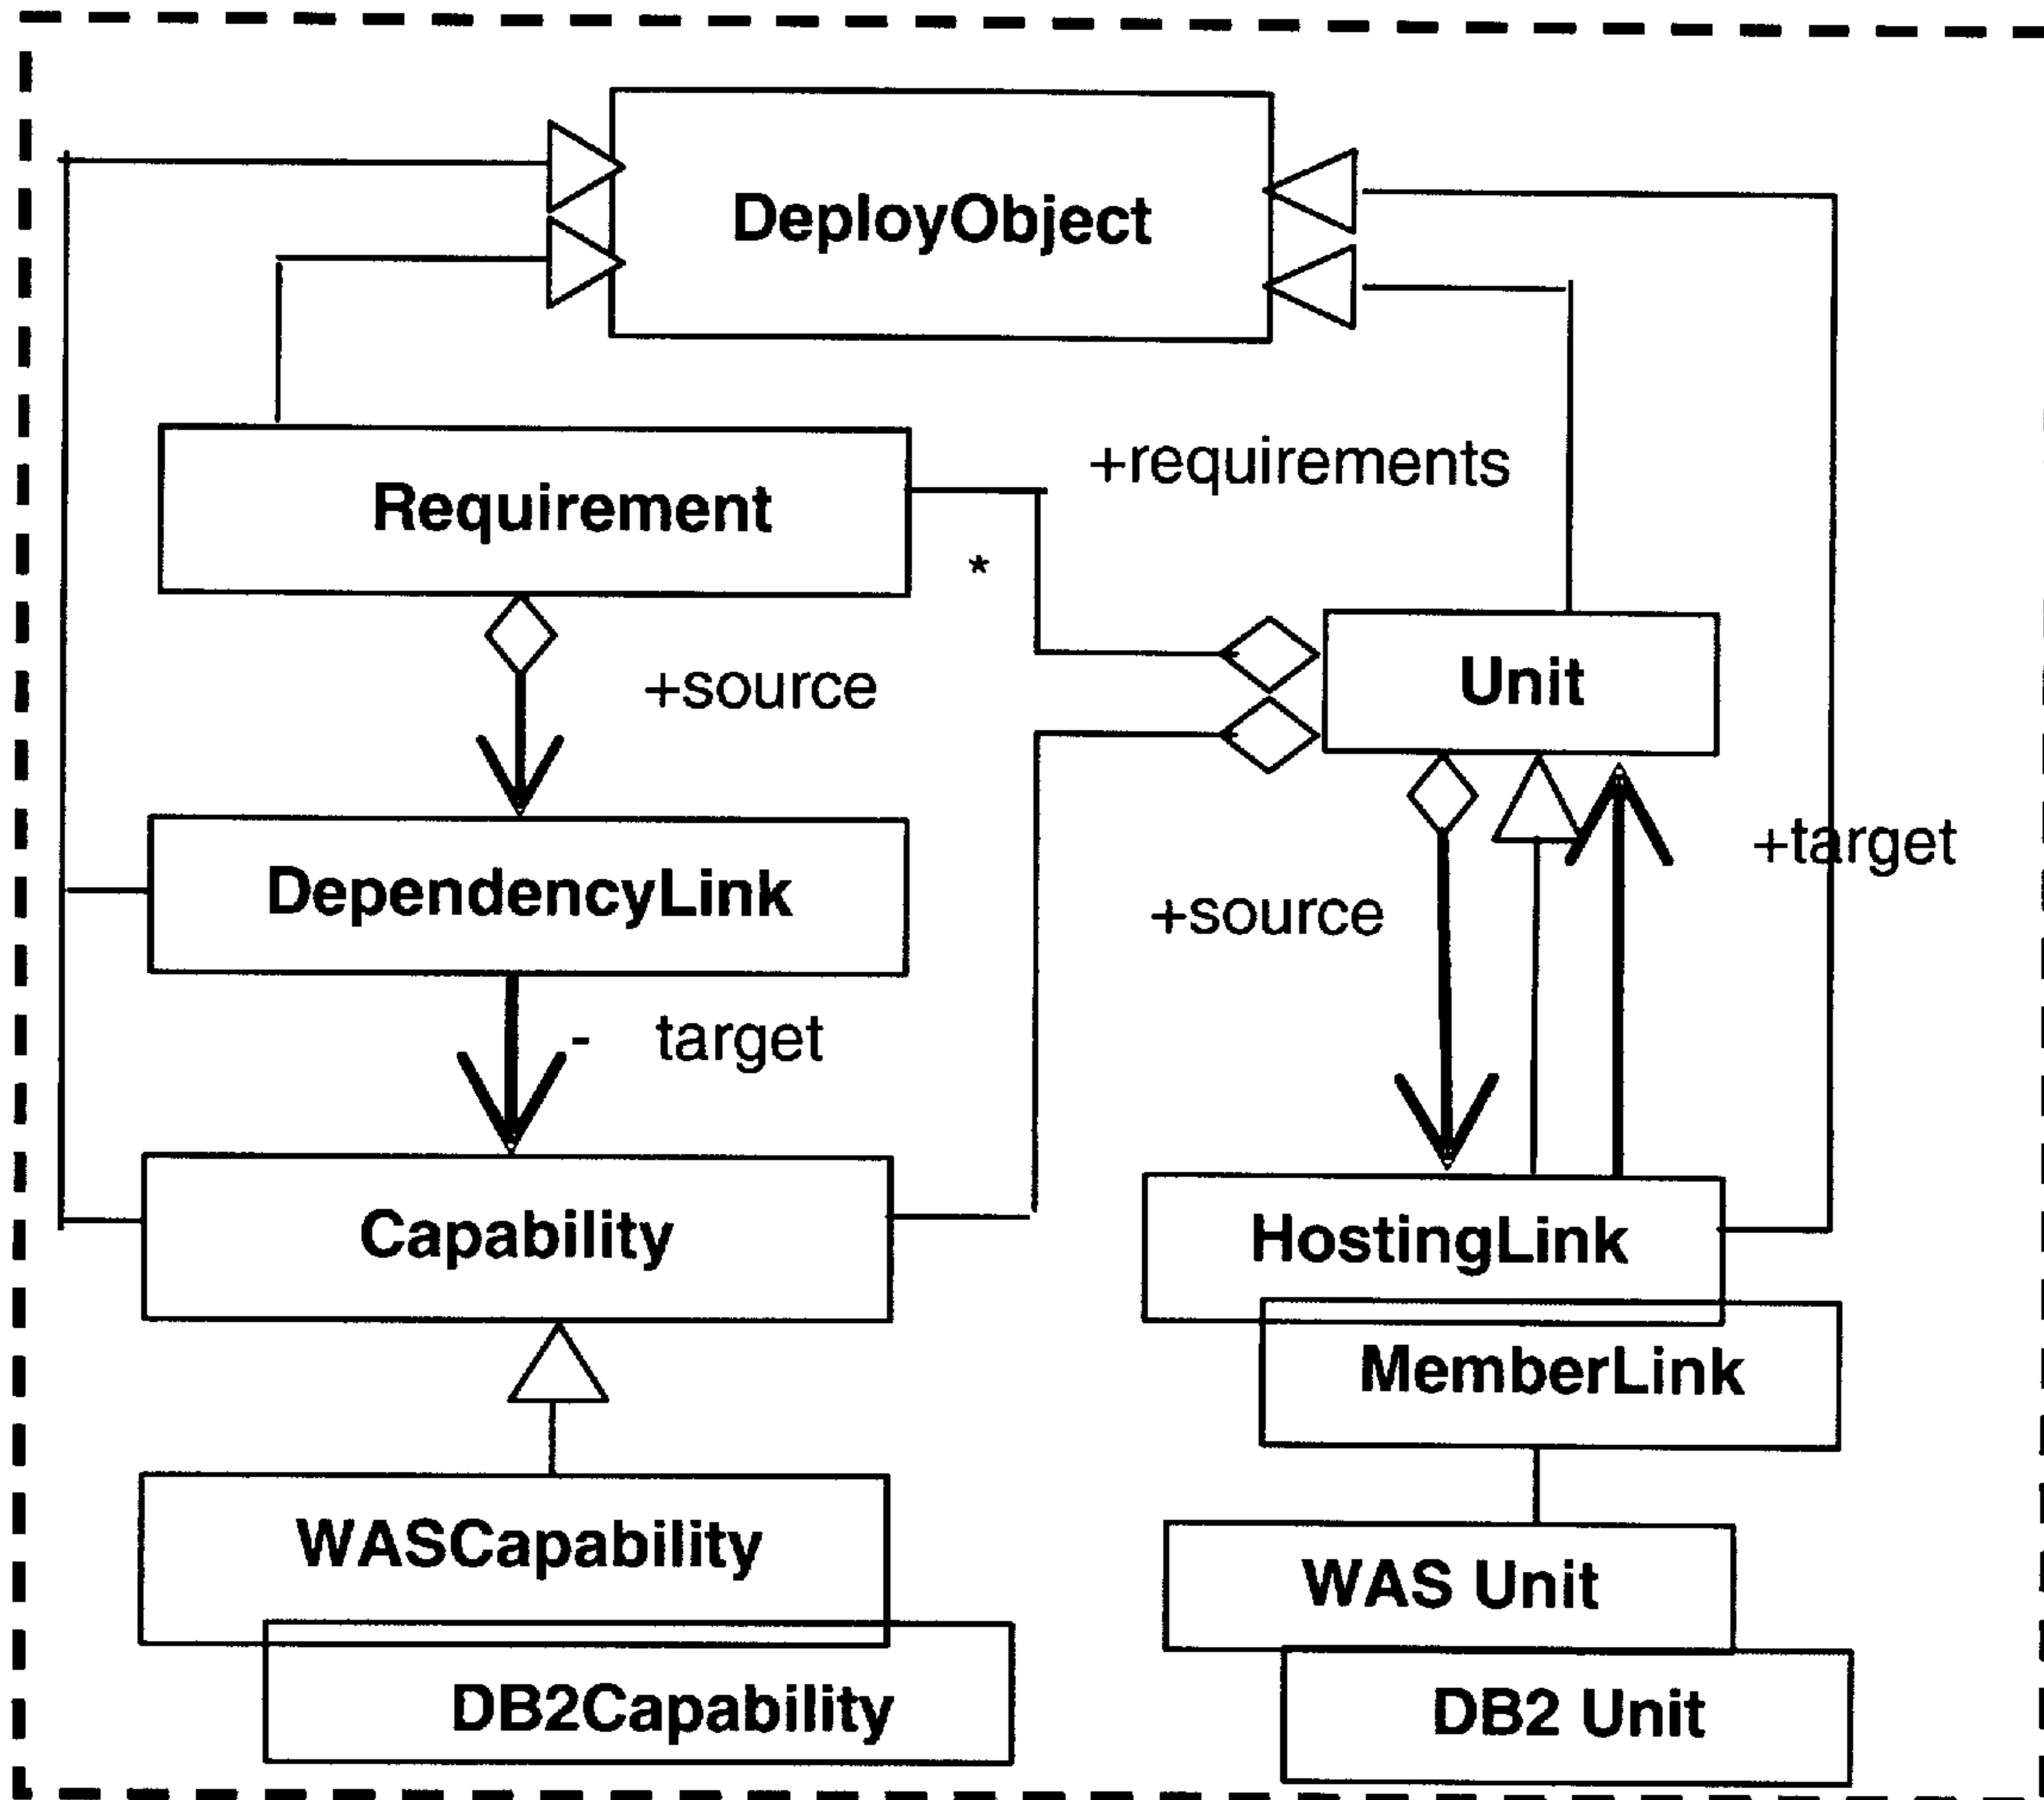 DeployObject
+requirements
Requirement
*
+source
Unit
+target
DependencyLink
+source
- target
Capability
HostingLink
MemberLink
WASCapability
WAS Unit
DB2Capability
DB2 Unit